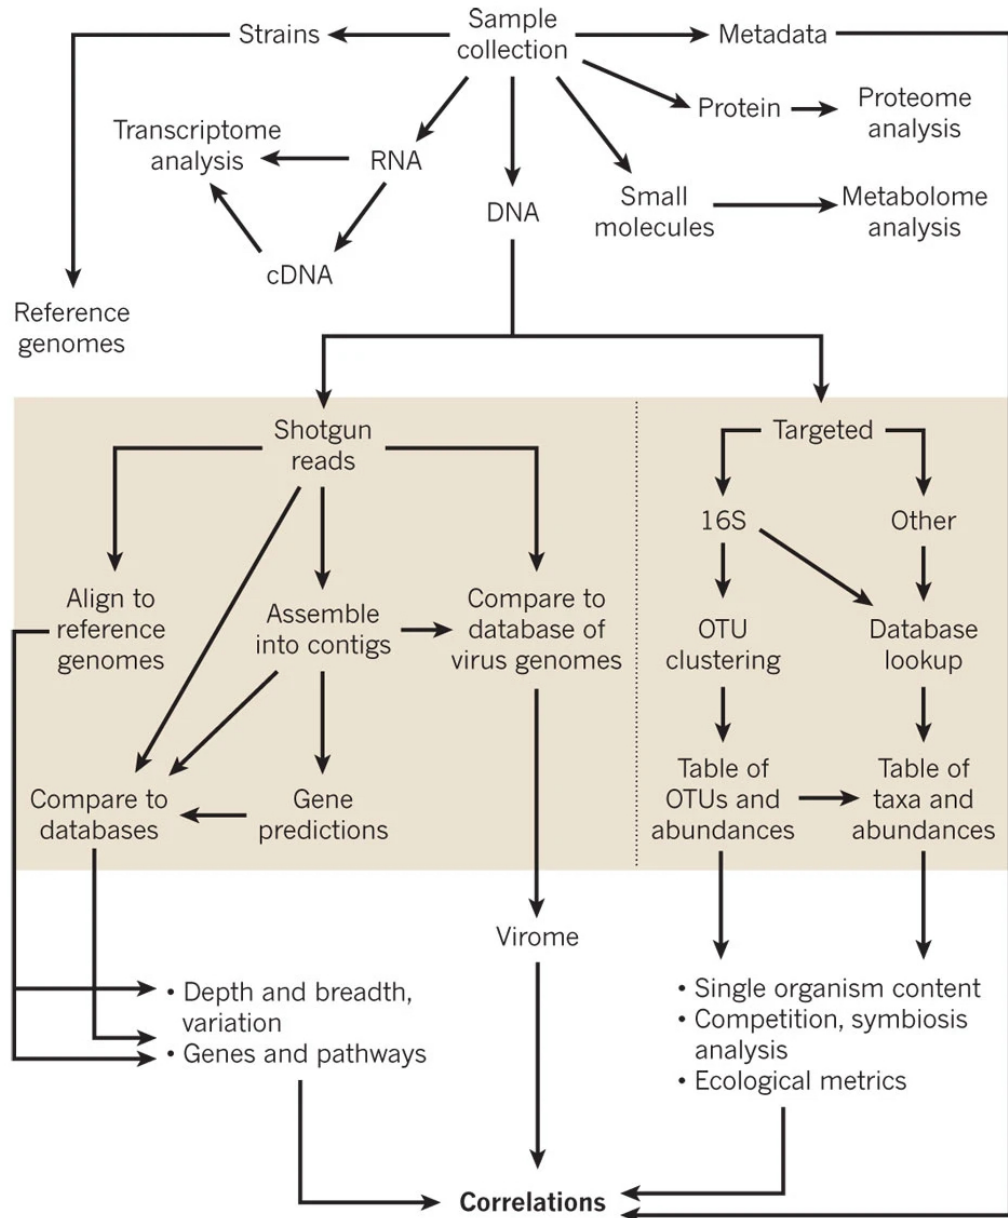 Sample
collection
Strains
Metadata
Protein
Proteome
analysis
Transcriptome
analysis
RNA
DNA
Small
molecules
Metabolome
analysis
cDNA
Reference
genomes
Shotgun
reads
Targeted
16S
Other
Align to
reference
genomes
Assemble
into contigs
Compare to
database of
virus genomes
OTU
clustering
Database
lookup
Compare to
databases
Gene
predictions
Table of
OTUs and
abundances
Table of
taxa and
abundances
Virome
• Depth and breadth,
variation
• Genes and pathways
• Single organism content
• Competition, symbiosis
analysis
• Ecological metrics
Correlations